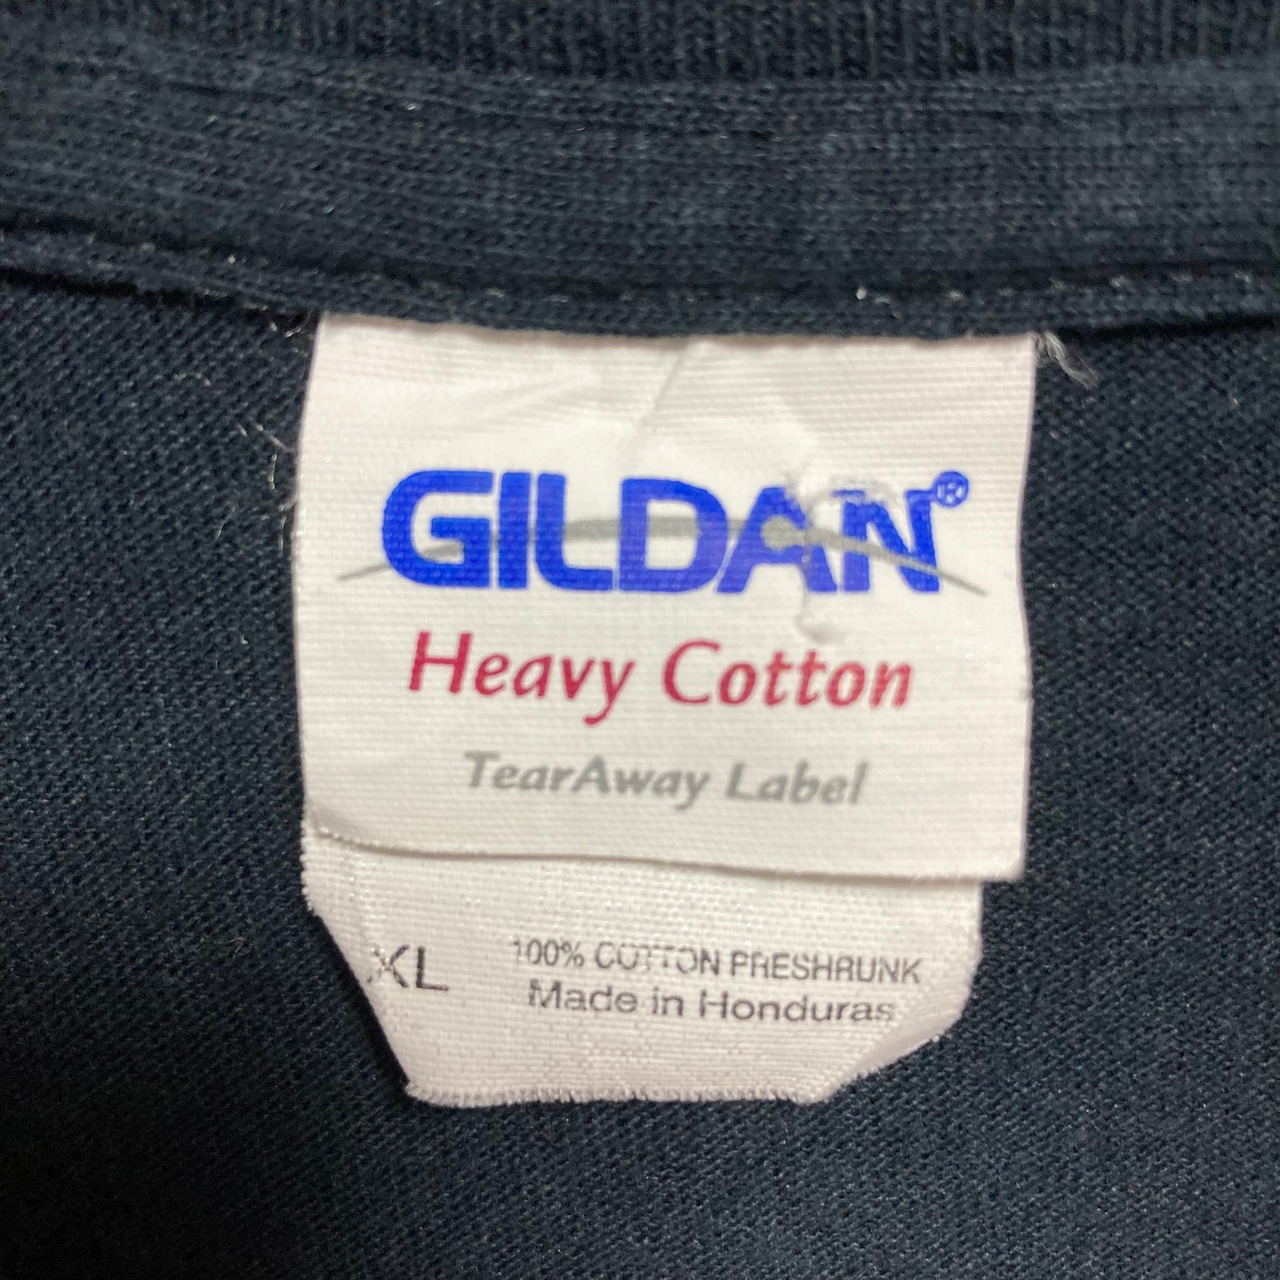 GILDAN®
Heavy Cotton
TearAway Label
XL 100% COTTON PRESHRUNK
Made in Honduras